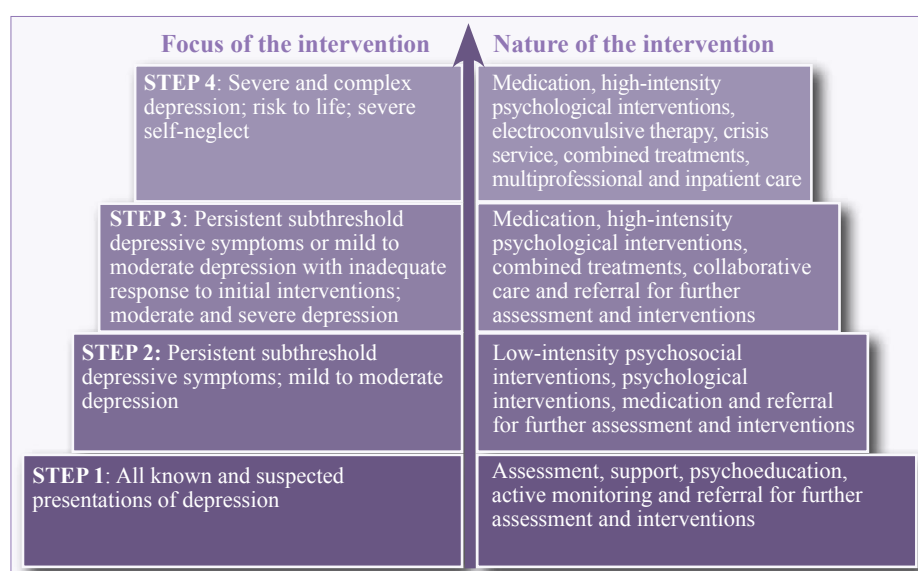 Focus of the intervention
Nature of the intervention
STEP 4: Severe and complex
depression; risk to life; severe
self-neglect
Medication, high-intensity
psychological interventions,
electroconvulsive therapy, crisis
service, combined treatments,
multiprofessional and inpatient care
STEP 3: Persistent subthreshold
depressive symptoms or mild to
moderate depression with inadequate
response to initial interventions;
moderate and severe depression
Medication, high-intensity
psychological interventions,
combined treatments, collaborative
care and referral for further
assessment and interventions
STEP 2: Persistent subthreshold
depressive symptoms; mild to moderate
depression
Low-intensity psychosocial
interventions, psychological
interventions, medication and referral
for further assessment and interventions
STEP 1: All known and suspected
presentations of depression
Assessment, support, psychoeducation,
active monitoring and referral for further
assessment and interventions